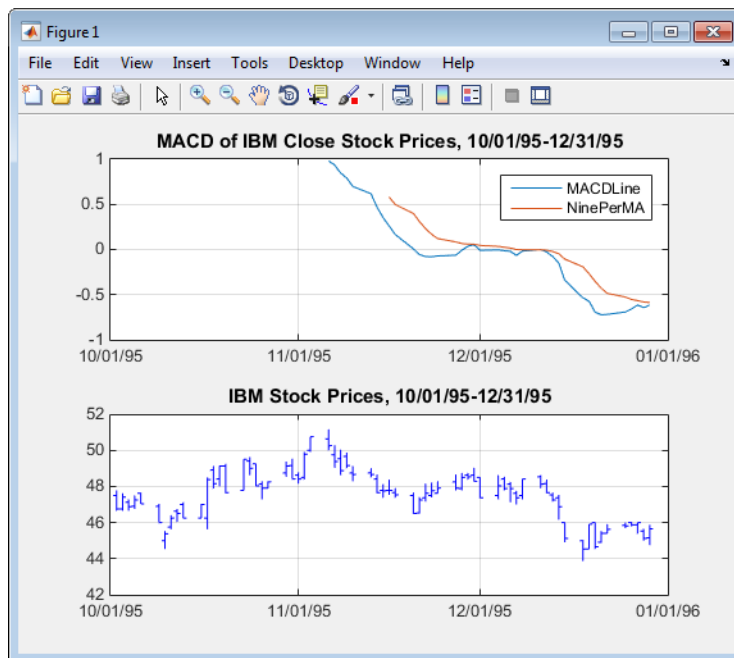 Figure 1
File Edit View Insert Tools Desktop Window Help
MACD of IBM Close Stock Prices, 10/01/95-12/31/95
1
0.5
0
-0.5
-1
MACDLine
NinePerMA
10/01/95 11/01/95 12/01/95 01/01/96
IBM Stock Prices, 10/01/95-12/31/95
52
50
48
46
44
42
10/01/95 11/01/95 12/01/95 01/01/96